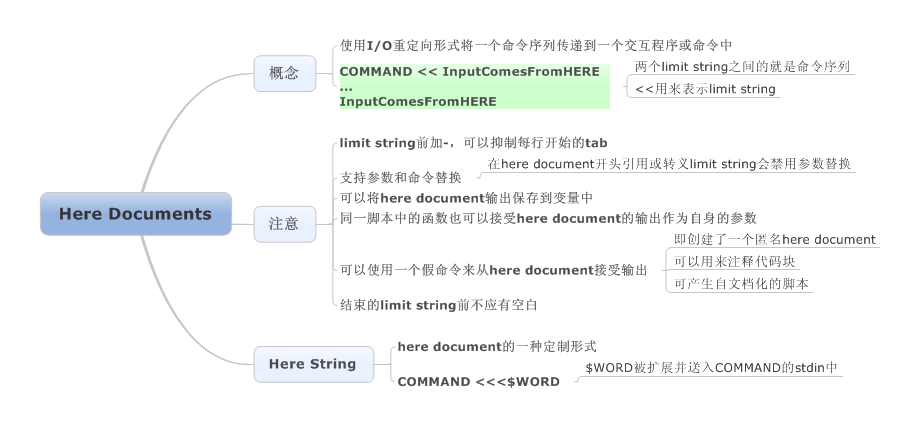 Here Documents
概念
使用I/O重定向形式将一个命令序列传递到一个交互程序或命令中
COMMAND << InputComesFromHERE
...
InputComesFromHERE
两个limit string之间的就是命令序列
<<用来表示limit string
注意
limit string前加-，可以抑制每行开始的tab
支持参数和命令替换
在here document开头引用或转义limit string会禁用参数替换
可以将here document输出保存到变量中
同一脚本中的函数也可以接受here document的输出作为自身的参数
可以使用一个假命令来从here document接受输出
即创建了一个匿名here document
可以用来注释代码块
可产生自文档化的脚本
结束的limit string前不应有空白
Here String
here document的一种定制形式
COMMAND <<<$WORD
$WORD被扩展并送入COMMAND的stdin中